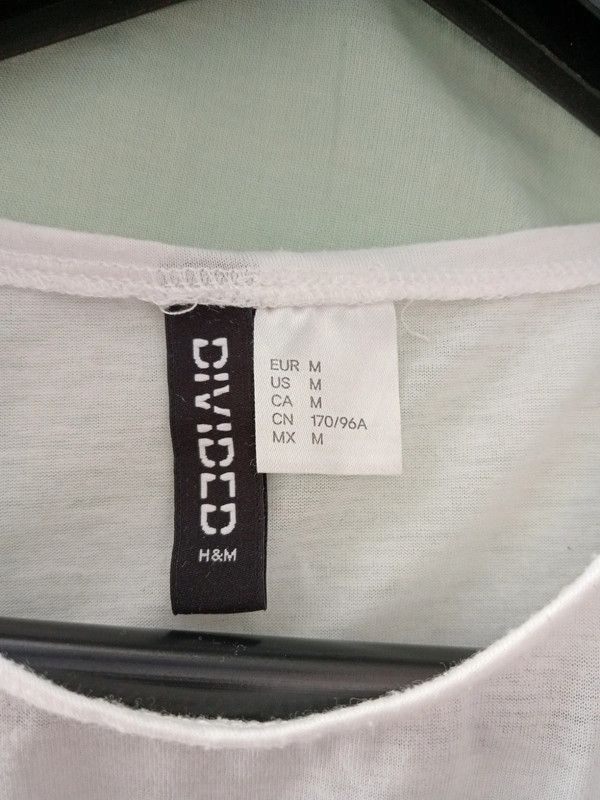 DIVIDED
H&M
EUR M
US M
CA M
CN 170/96A
MX M